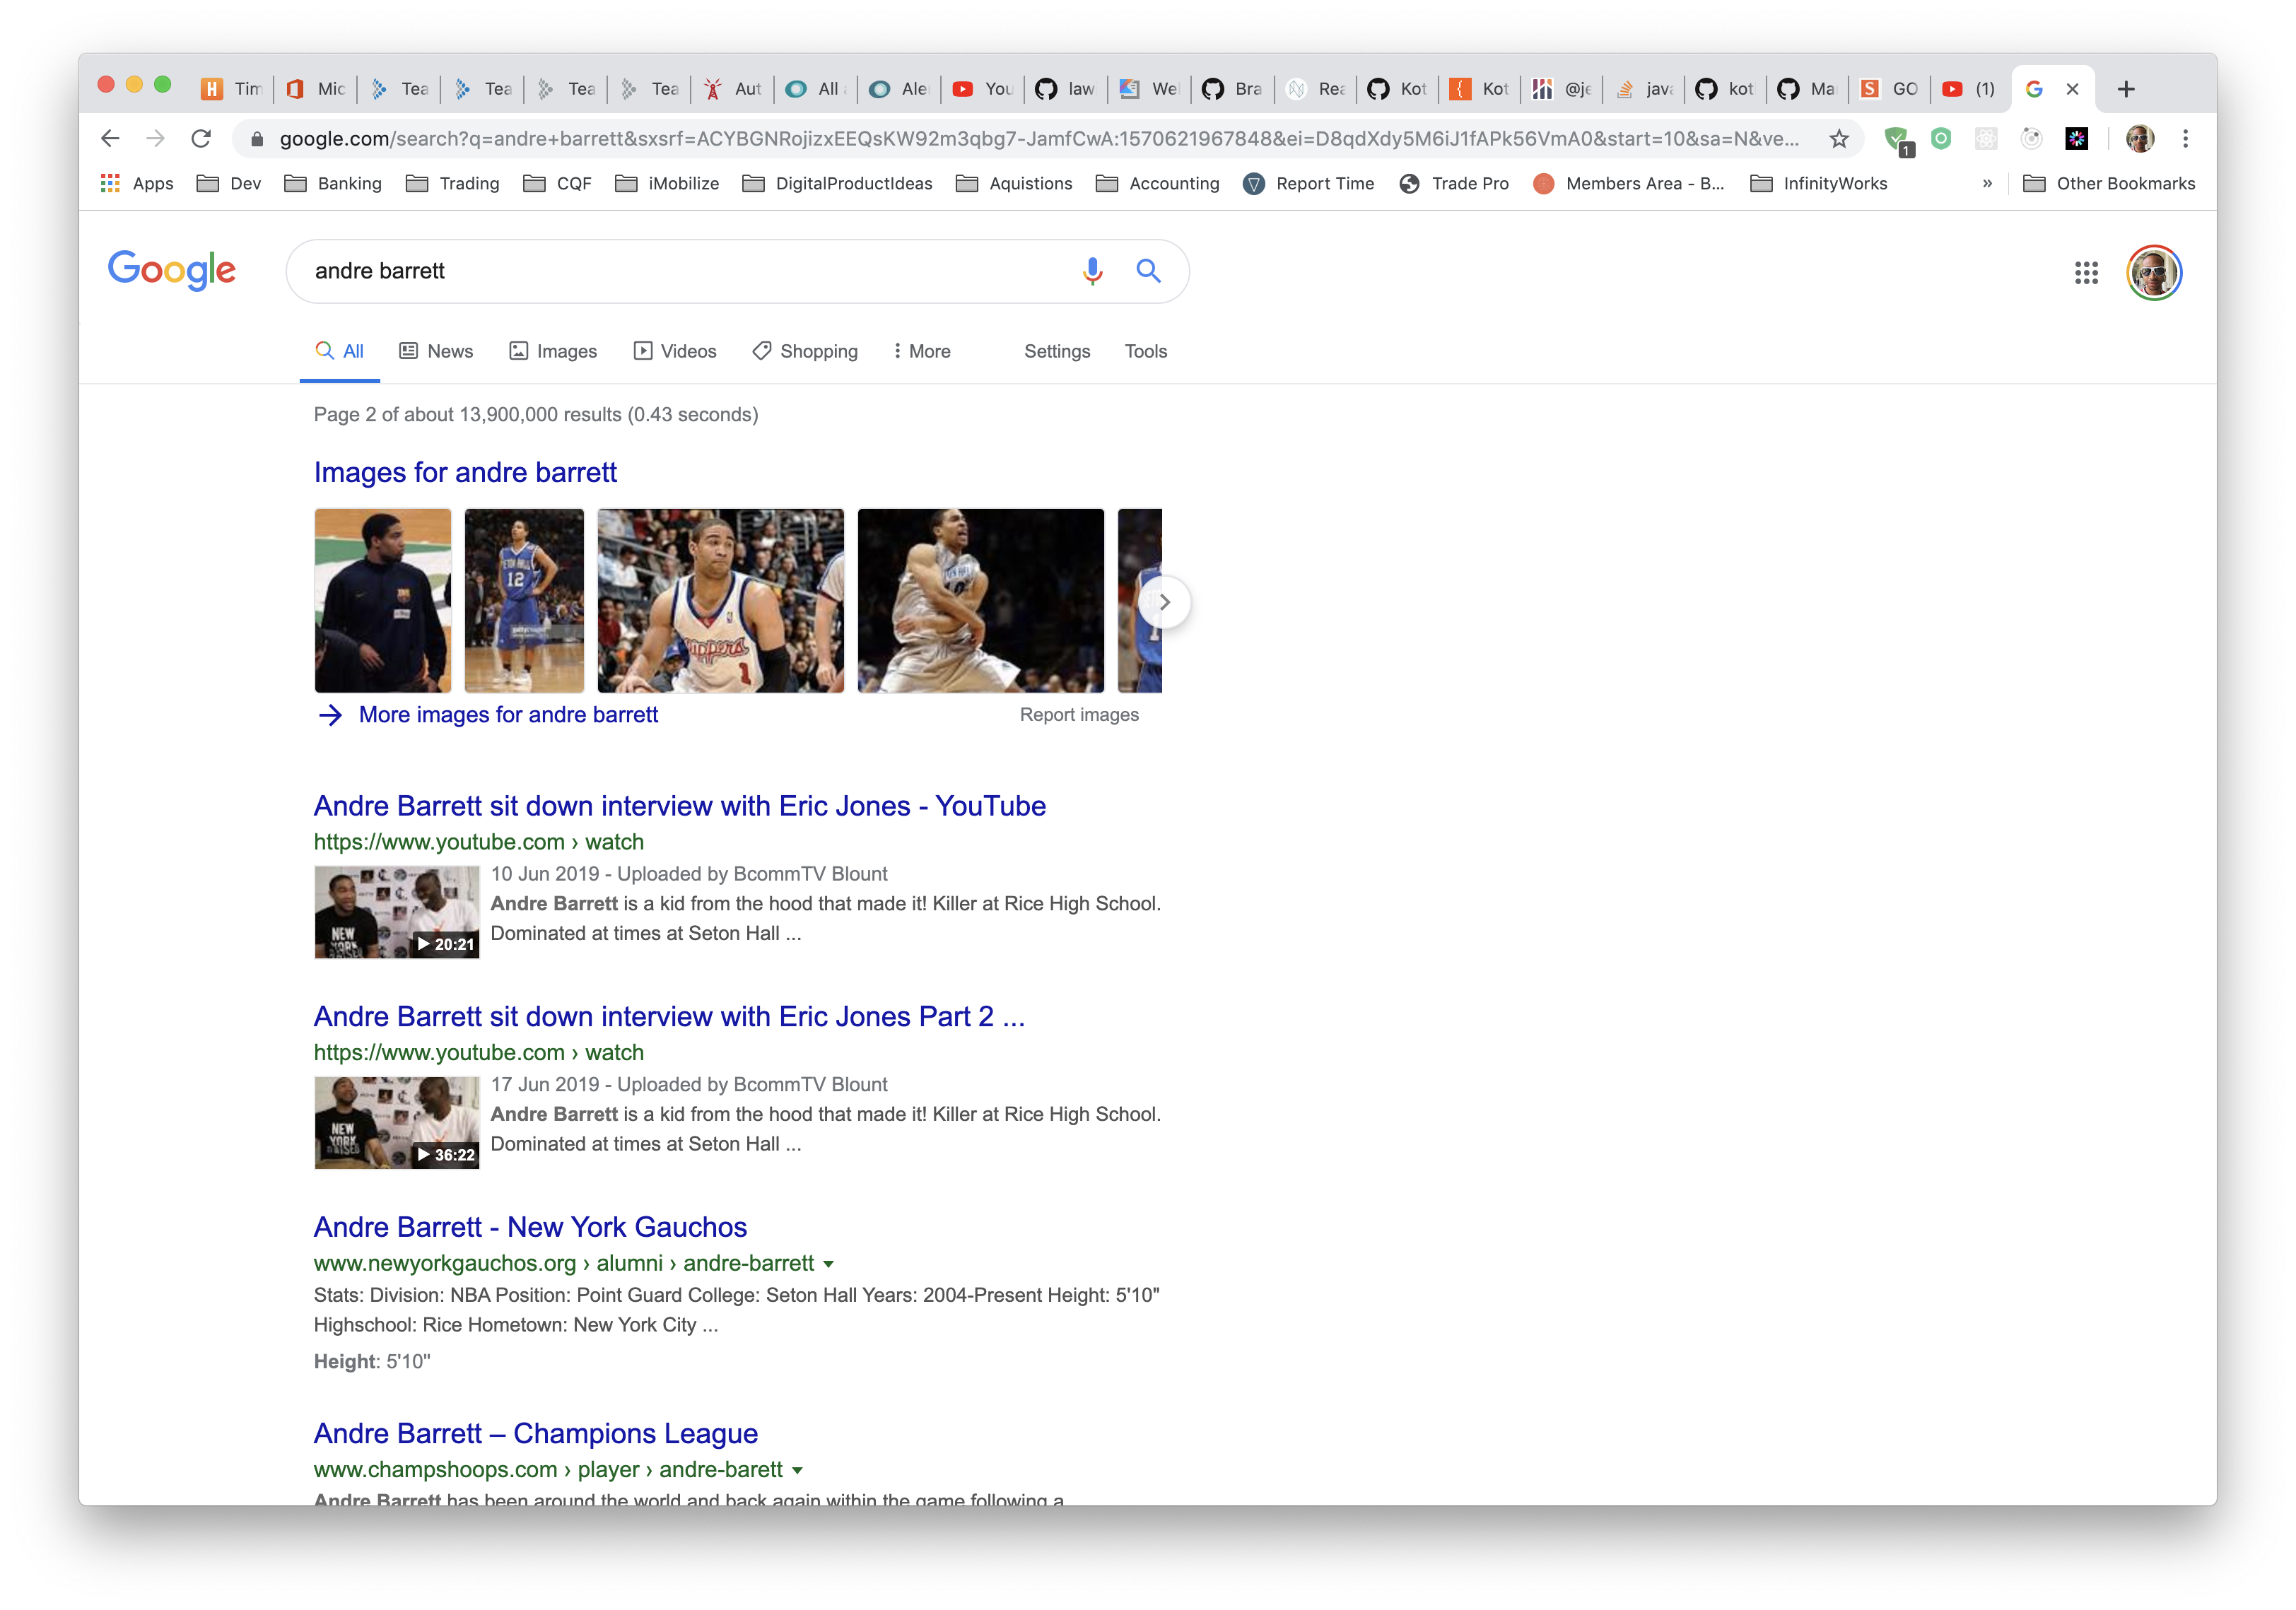 Tim
Mic
Tea
Tea
Tea
Tea
Aut
All
Ale
You
law
We
Bra
Rea
Kot
Kot
@je
java
kot
Ma
GO
(1)
google.com/search?q=andre+barrett&sxsrf=ACYBGNRojizxEEQsKW92m3qbg7-JamfCwA:1570621967848&ei=D8qdXdy5M6iJ1fAPk56VmA0&start=10&sa=N&ve...
1
Apps
Dev
Banking
Trading
CQF
iMobilize
DigitalProductIdeas
Aquistions
Accounting
Report Time
Trade Pro
Members Area - B...
InfinityWorks
»
Other Bookmarks
Google
andre barrett
All
News
Images
Videos
Shopping
More
Settings
Tools
Page 2 of about 13,900,000 results (0.43 seconds)
Images for andre barrett
12
1
More images for andre barrett
Report images
Andre Barrett sit down interview with Eric Jones - YouTube
https://www.youtube.com › watch
NEW
20:21
10 Jun 2019 - Uploaded by BcommTV Blount
Andre Barrett is a kid from the hood that made it! Killer at Rice High School.
Dominated at times at Seton Hall ...
Andre Barrett sit down interview with Eric Jones Part 2 ...
https://www.youtube.com › watch
NEW
YORK
36:22
17 Jun 2019 - Uploaded by BcommTV Blount
Andre Barrett is a kid from the hood that made it! Killer at Rice High School.
Dominated at times at Seton Hall ...
Andre Barrett - New York Gauchos
www.newyorkgauchos.org › alumni › andre-barrett
Stats: Division: NBA Position: Point Guard College: Seton Hall Years: 2004-Present Height: 5'10"
Highschool: Rice Hometown: New York City ...
Height: 5'10"
Andre Barrett – Champions League
www.champshoops.com › player › andre-barett
Andre Barrett has been around the world and back again within the game following a